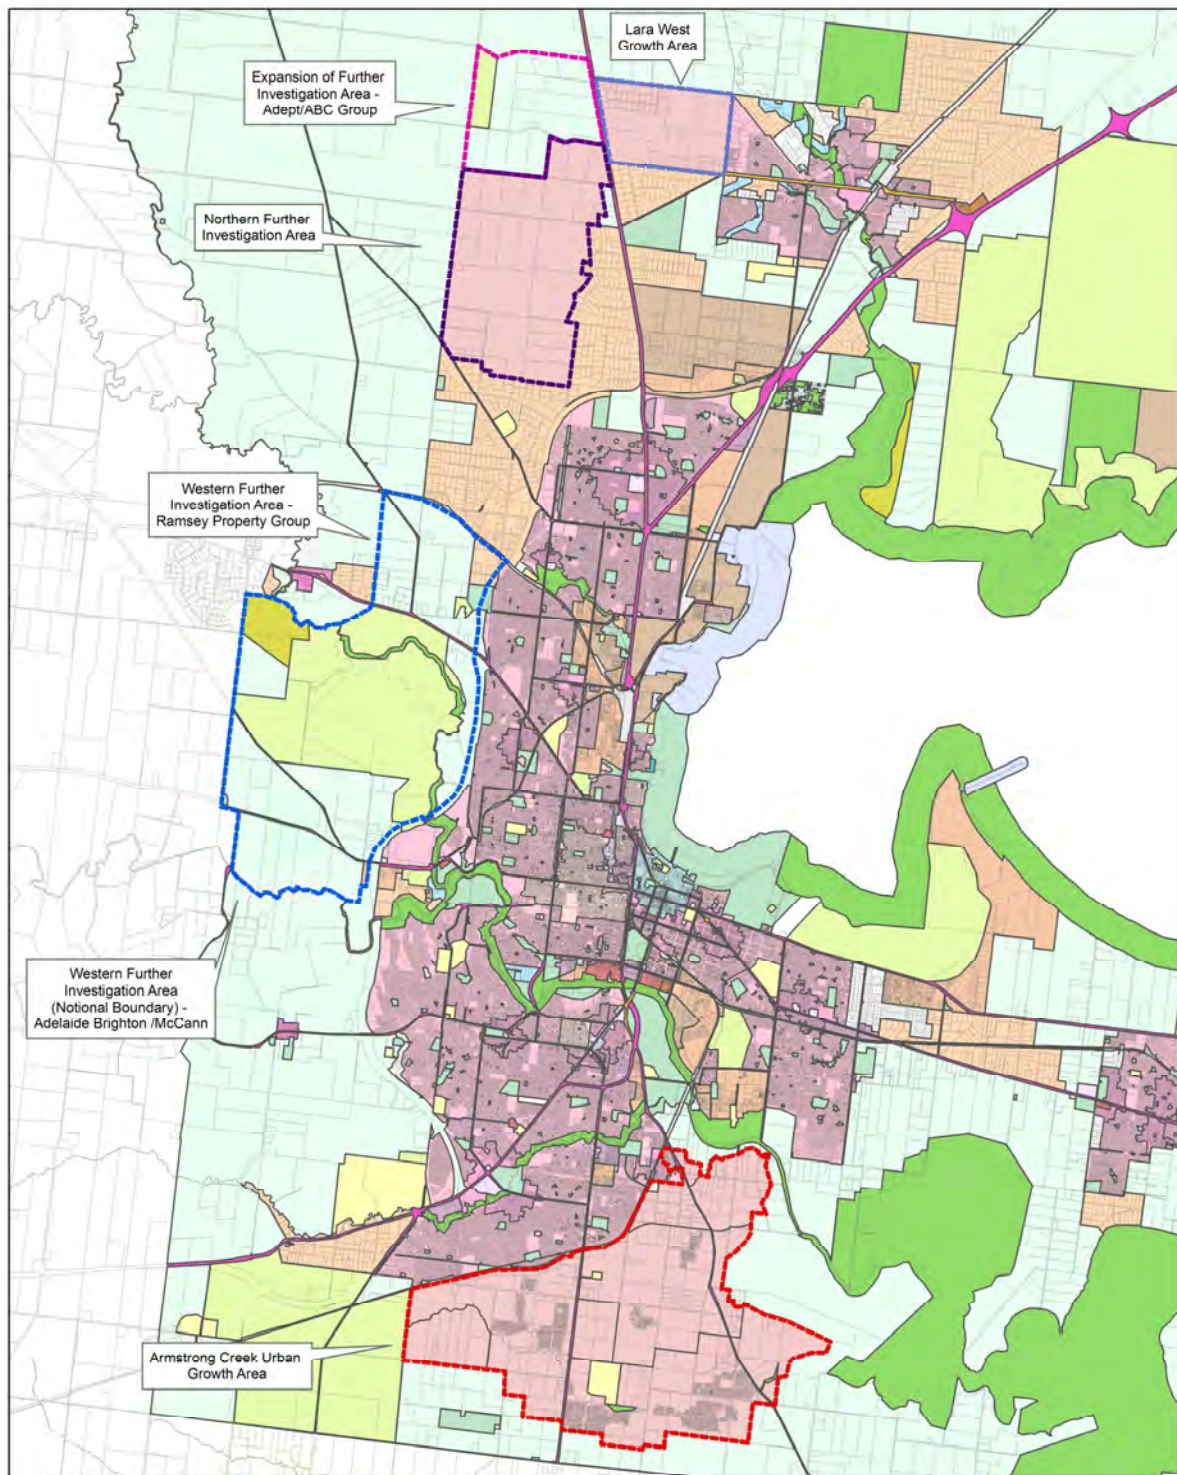 Lara West
Growth Area
Expansion of Further
Investigation Area -
Adept/ABC Group
Northern Further
Investigation Area
Western Further
Investigation Area -
Ramsey Property Group
Western Further
Investigation Area
(Notional Boundary) -
Adelaide Brighton /McCann
Armstrong Creek Urban
Growth Area